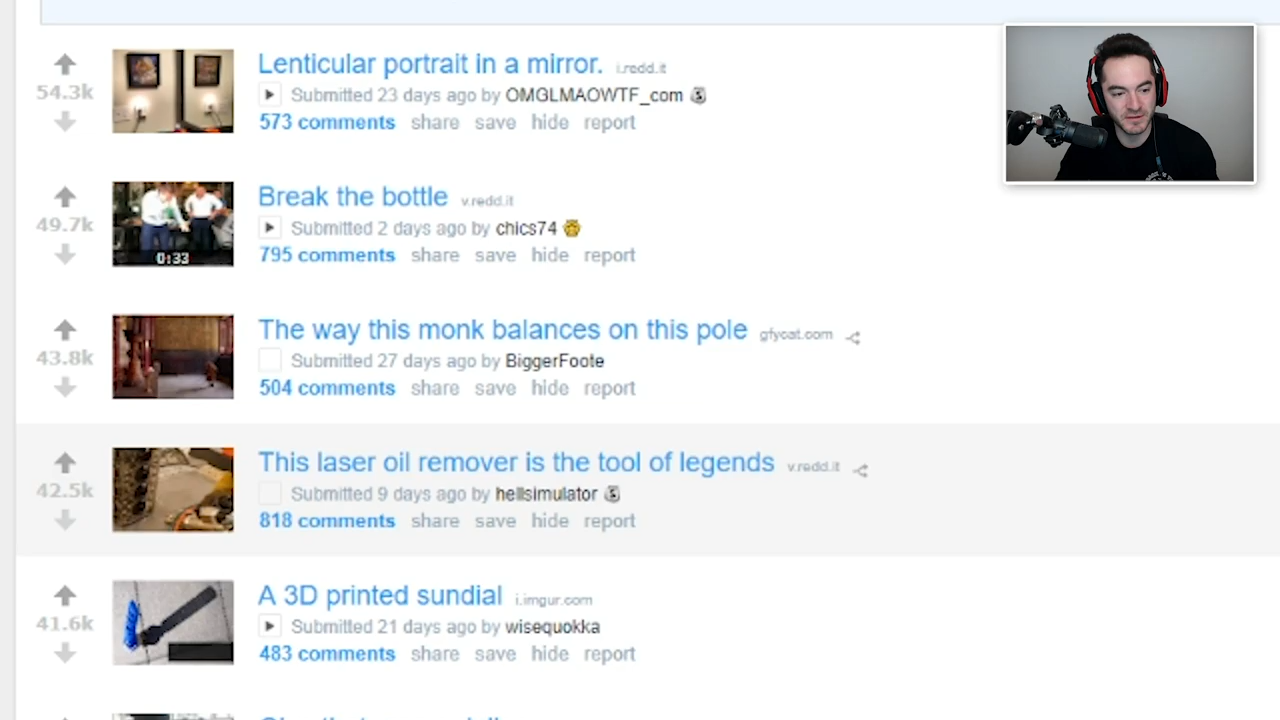 Lenticular portrait in a mirror. i.redd.it
54.3k
Submitted 23 days ago by OMGLMAOWTF_com
573 comments share save hide report
Break the bottle v.redd.it
49.7k
Submitted 2 days ago by chics74
0:33
795 comments share save hide report
The way this monk balances on this pole gfycat.com
43.8k
Submitted 27 days ago by BiggerFoote
504 comments share save hide report
This laser oil remover is the tool of legends v.redd.it
42.5k
Submitted 9 days ago by hellsimulator
818 comments share save hide report
A 3D printed sundial i.imgur.com
41.6k
Submitted 21 days ago by wisequokka
483 comments share save hide report